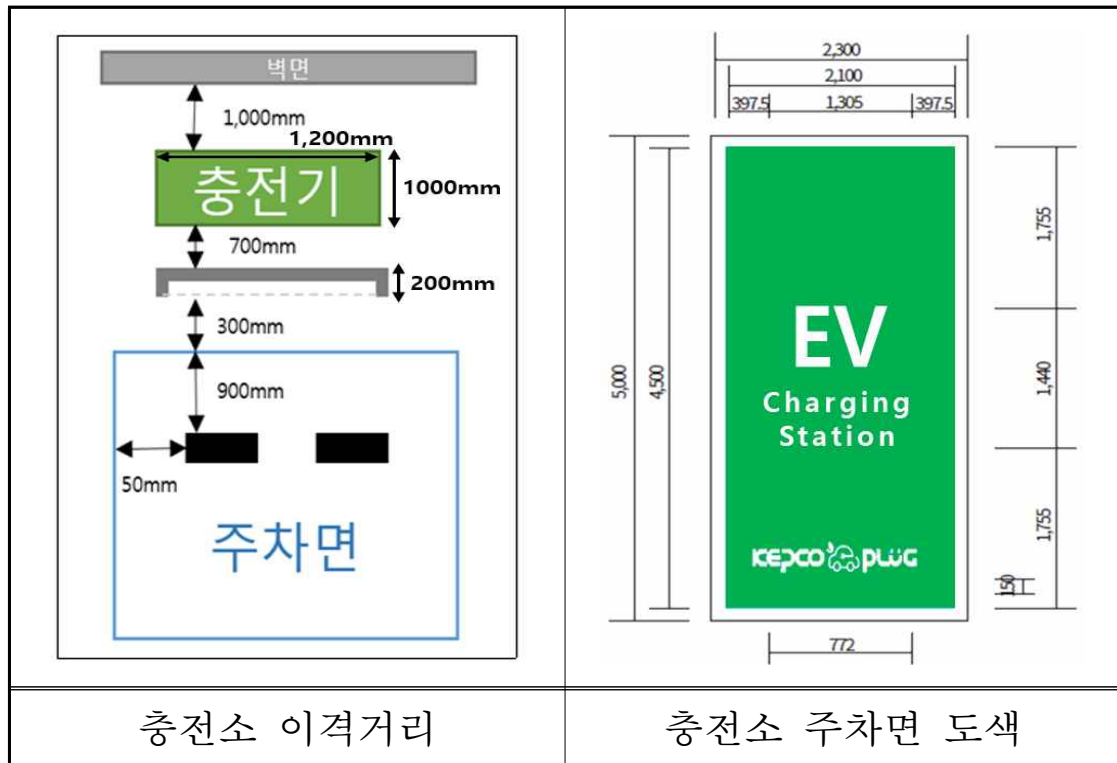 벽면
1,000mm
1,200mm
충전기
1000mm
700mm
200mm
300mm
900mm
50mm
주차면
충전소 이격거리
2,300
2,100
397.5 1,305 397.5
5,000
4,500
1,755
1,440
1,755
150
772
EV
Charging
Station
KEPCO PLUG
충전소 주차면 도색